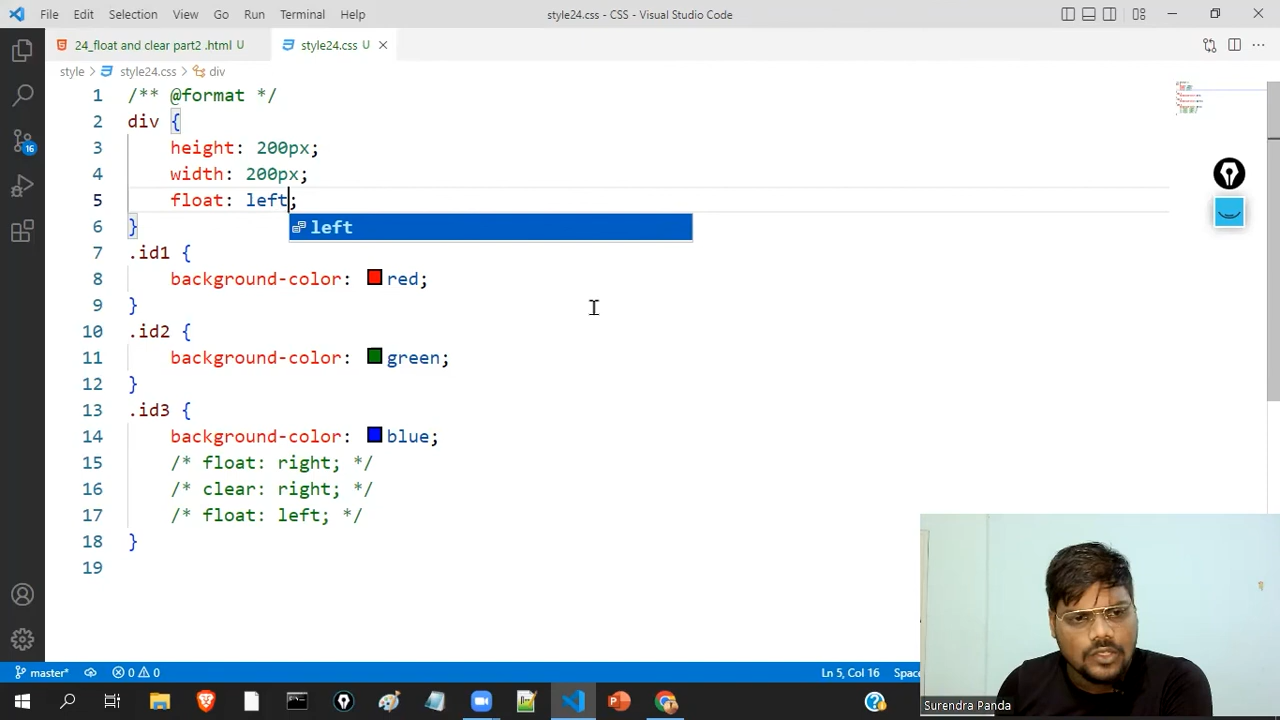 File Edit Selection View Go Run Terminal Help style24.css - CSS - Visual Studio Code
24_float and clear part2 .html U style24.css U
style > style24.css > div
1 /** @format */
2 div {
3 height: 200px;
4 width: 200px;
5 float: left;
left
6 }
7 .id1 {
8 background-color: red;
9 }
10 .id2 {
11 background-color: green;
12 }
13 .id3 {
14 background-color: blue;
15 /* float: right; */
16 /* clear: right; */
17 /* float: left; */
18 }
19
16
master* 0 0 Ln 5, Col 16 Spac
Surendra Panda